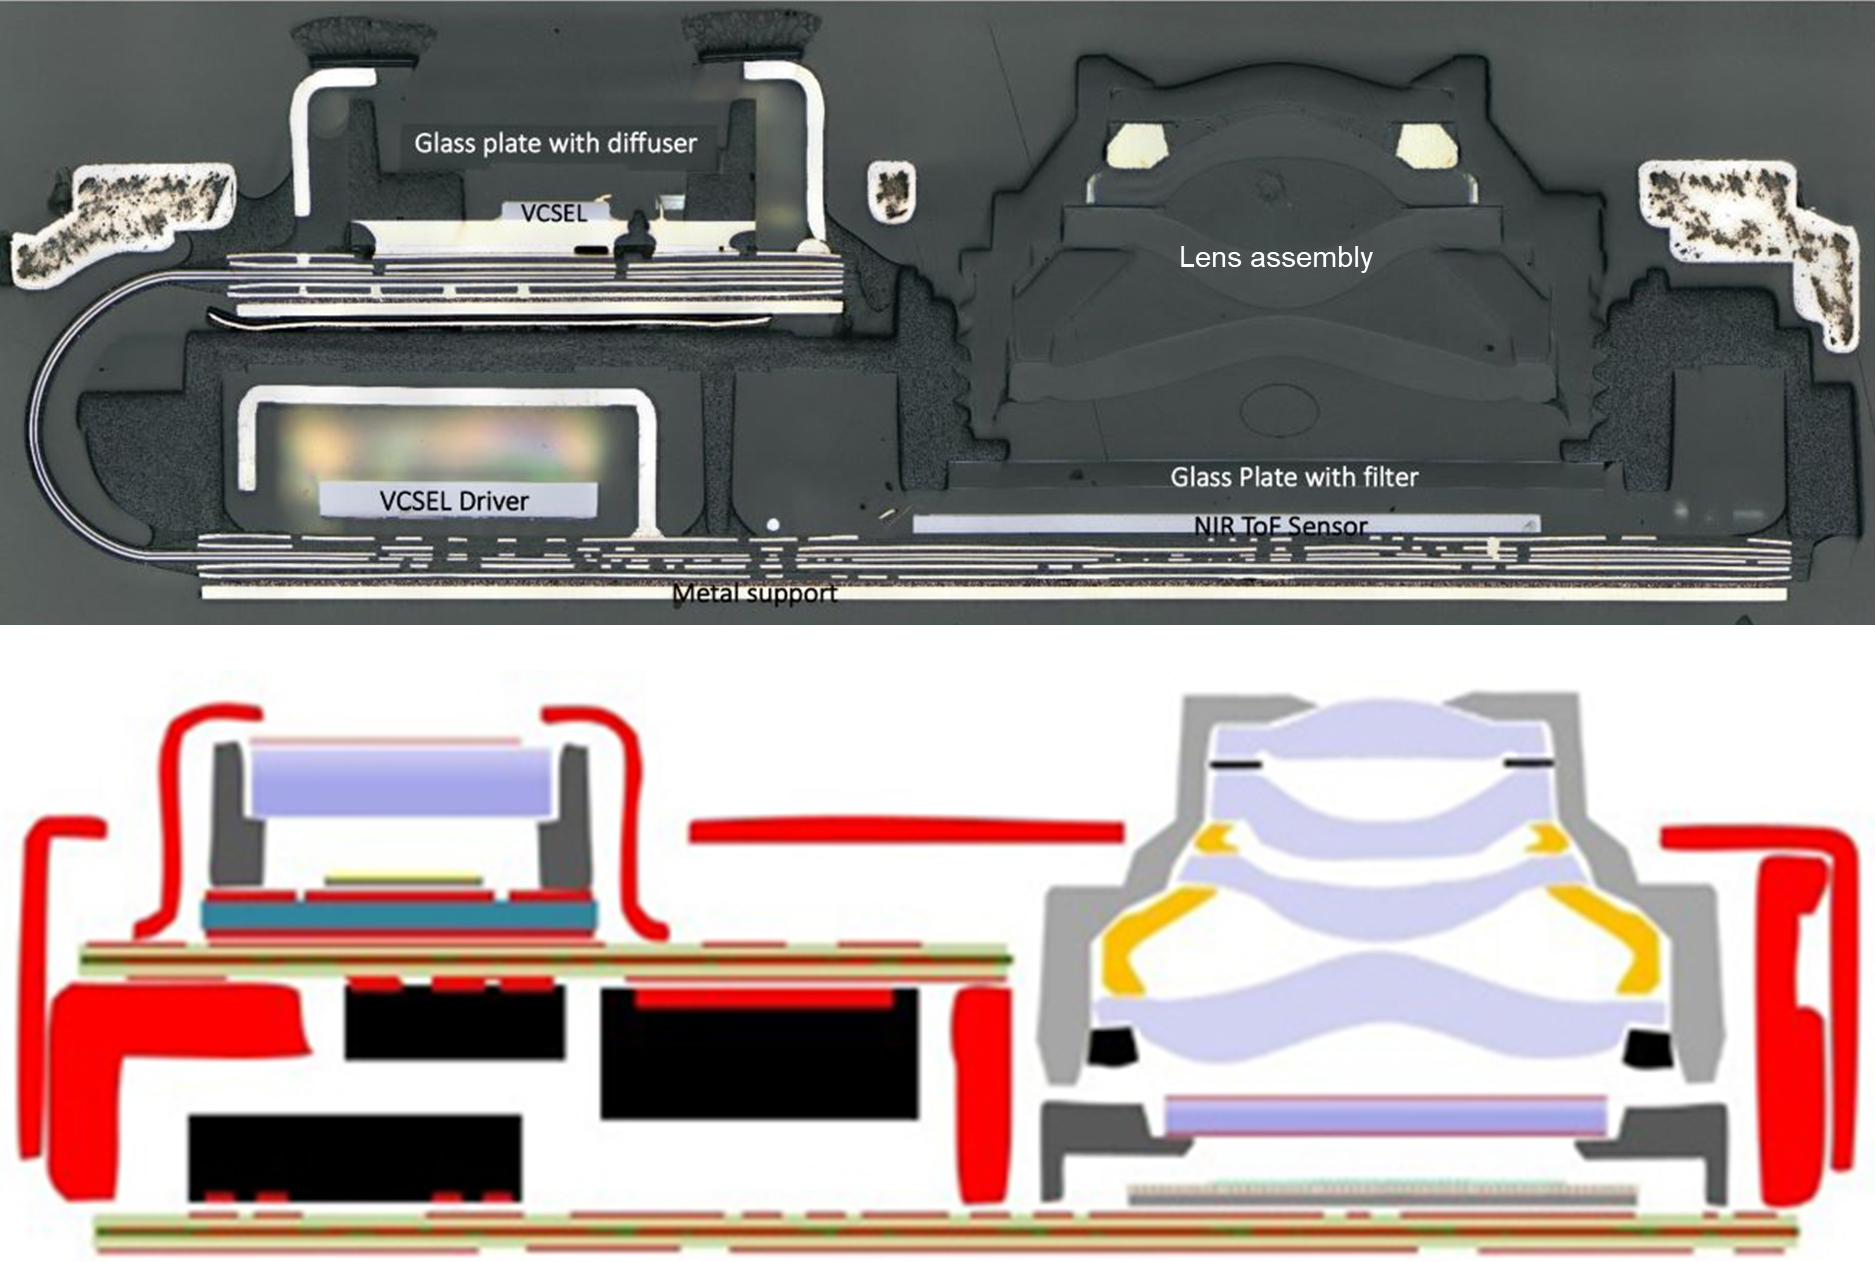 Glass plate with diffuser
VCSEL
Lens assembly
Glass Plate with filter
VCSEL Driver
NIR ToF Sensor
Metal support